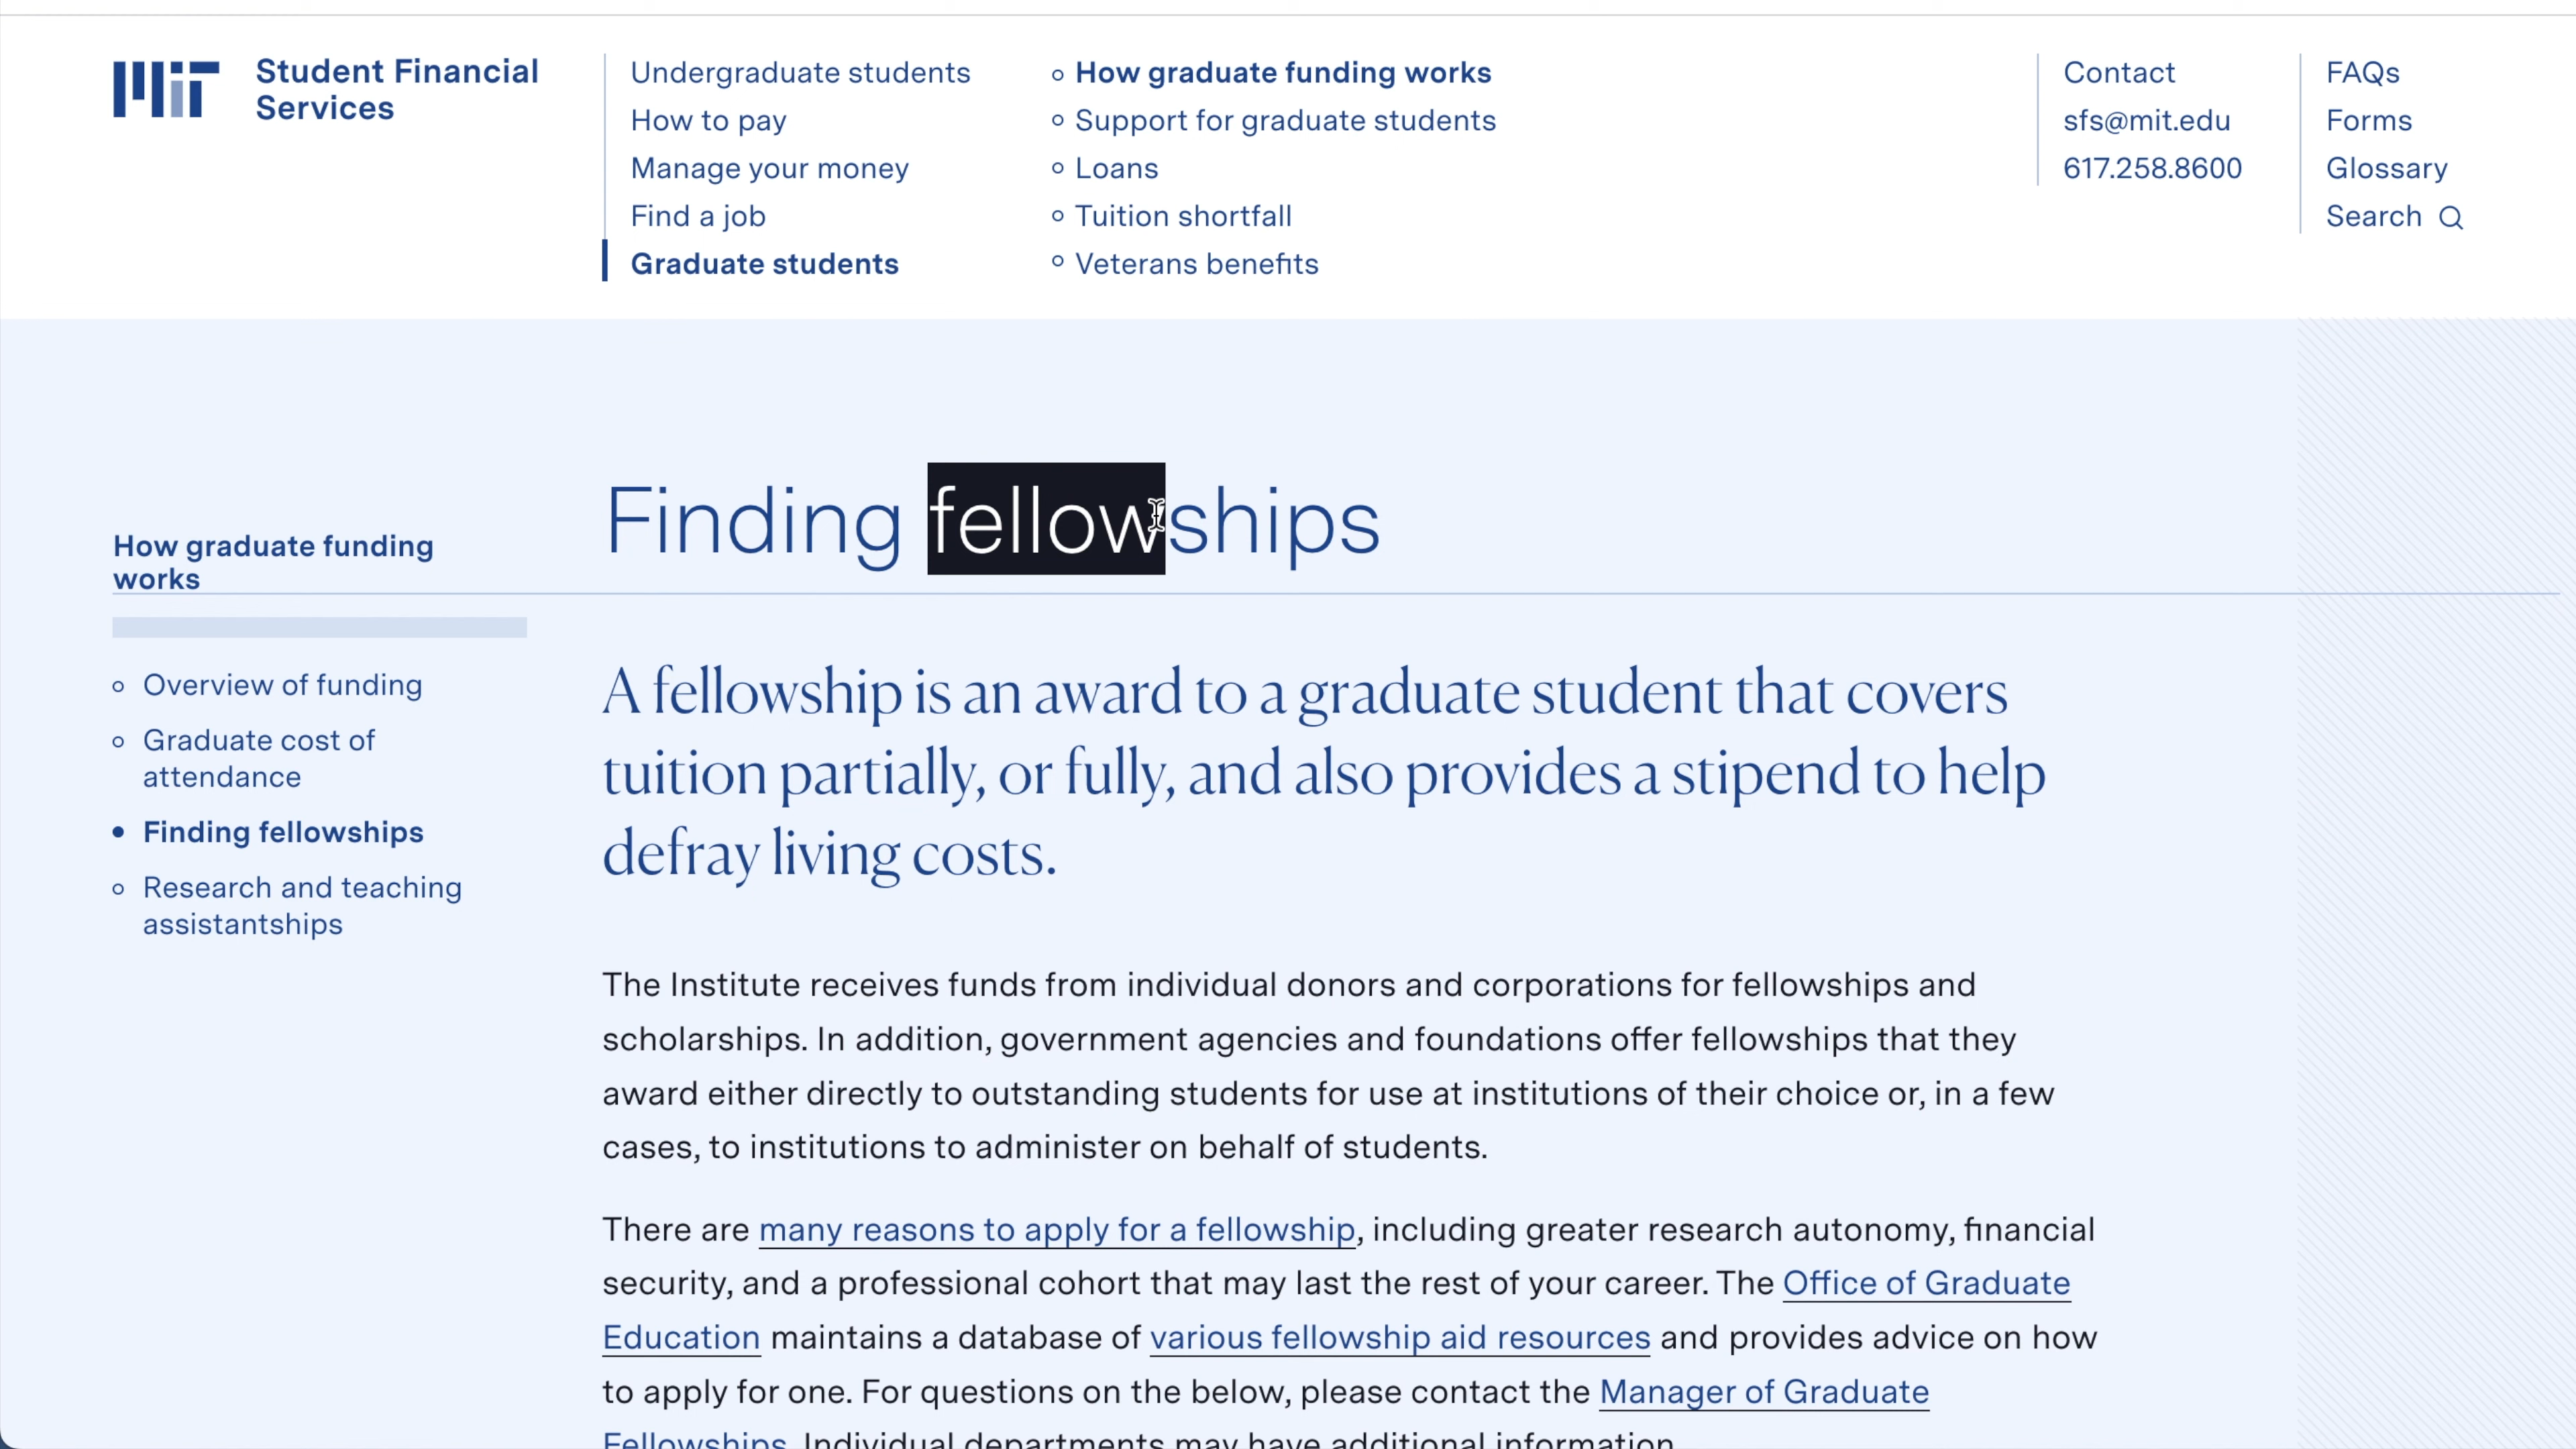 MIT
Student Financial
Services
Undergraduate students
How to pay
Manage your money
Find a job
Graduate students
How graduate funding works
Support for graduate students
Loans
Tuition shortfall
Veterans benefits
Contact
sfs@mit.edu
617.258.8600
FAQs
Forms
Glossary
Search
How graduate funding
works
Overview of funding
Graduate cost of
attendance
Finding fellowships
Research and teaching
assistantships
Finding fellowships
A fellowship is an award to a graduate student that covers
tuition partially, or fully, and also provides a stipend to help
defray living costs.
The Institute receives funds from individual donors and corporations for fellowships and
scholarships. In addition, government agencies and foundations offer fellowships that they
award either directly to outstanding students for use at institutions of their choice or, in a few
cases, to institutions to administer on behalf of students.
There are many reasons to apply for a fellowship, including greater research autonomy, financial
security, and a professional cohort that may last the rest of your career. The Office of Graduate
Education maintains a database of various fellowship aid resources and provides advice on how
to apply for one. For questions on the below, please contact the Manager of Graduate
Fellowships. Individual departments may have additional information.